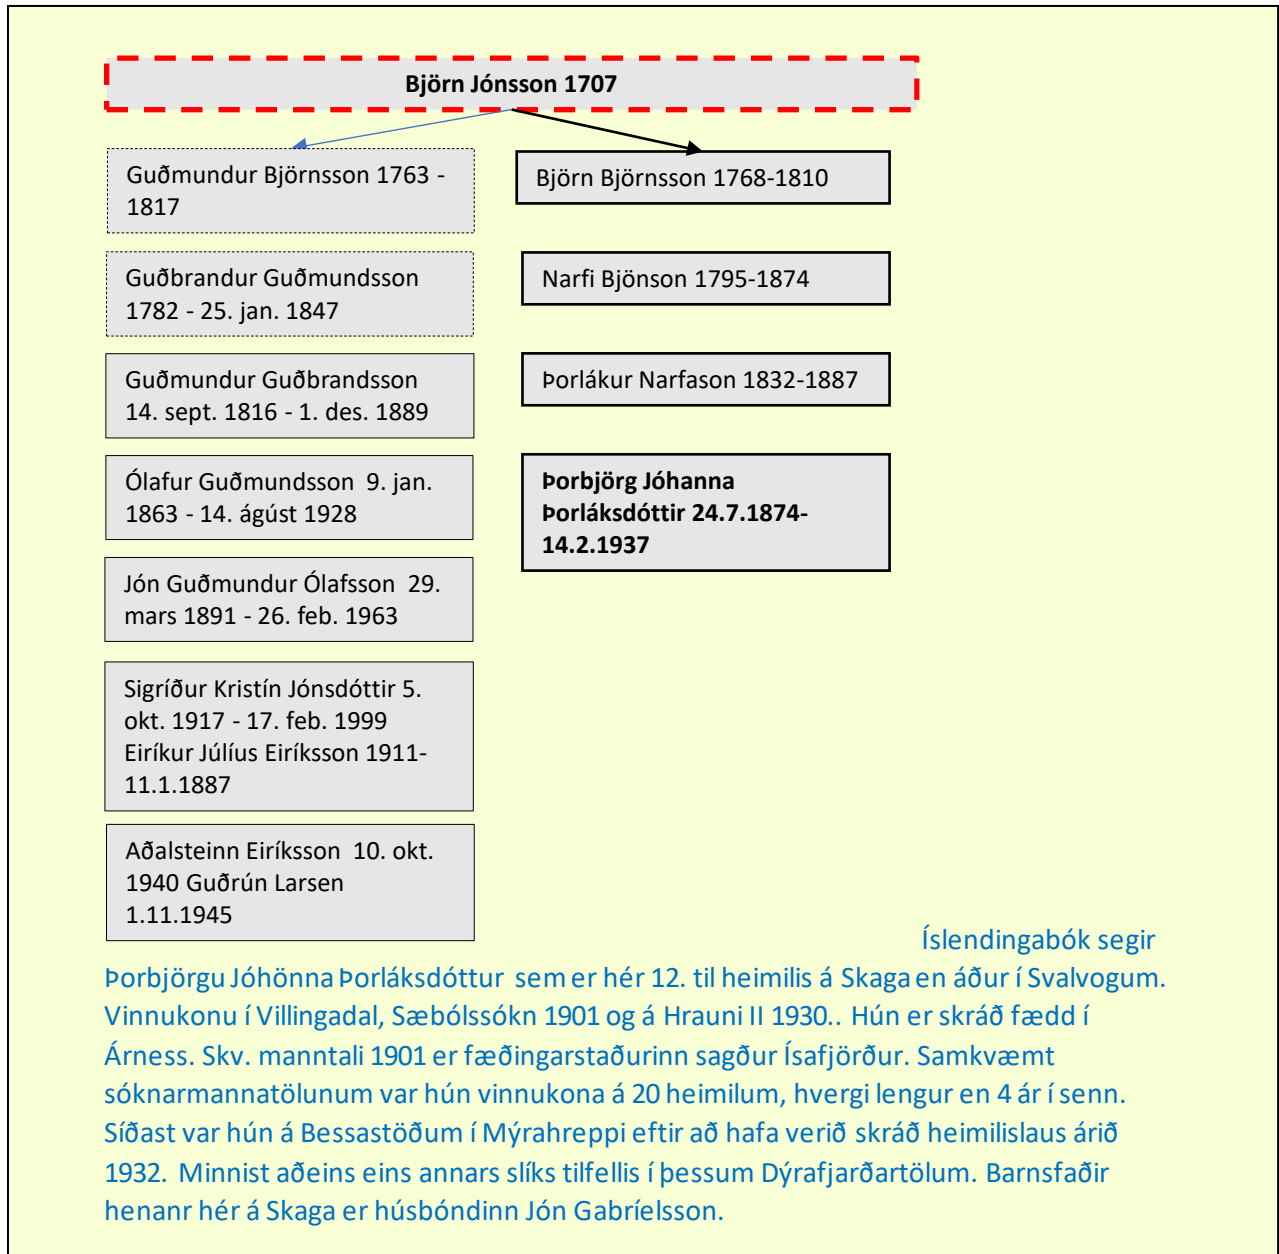 Björn Jónsson 1707
Guðmundur Björnsson 1763 -
1817
Björn Björnsson 1768-1810
Guðbrandur Guðmundsson
1782 - 25. jan. 1847
Narfi Bjönson 1795-1874
Guðmundur Guðbrandsson
14. sept. 1816 - 1. des. 1889
Þorlákur Narfason 1832-1887
Ólafur Guðmundsson 9. jan.
1863 - 14. ágúst 1928
Þorbjörg Jóhanna
Þorláksdóttir 24.7.1874-
14.2.1937
Jón Guðmundur Ólafsson 29.
mars 1891 - 26. feb. 1963
Sigríður Kristín Jónsdóttir 5.
okt. 1917 - 17. feb. 1999
Eiríkur Júlíus Eiríksson 1911-
11.1.1887
Aðalsteinn Eiríksson 10. okt.
1940 Guðrún Larsen
1.11.1945
Íslendingabók segir
Þorbjörgu Jóhönna Þorláksdóttur sem er hér 12. til heimilis á Skaga en áður í Svalvogum.
Vinnukonu í Villingadal, Sæbólssókn 1901 og á Hrauni II 1930.. Hún er skráð fædd í
Árness. Skv. manntali 1901 er fæðingarstaðurinn sagður Ísafjörður. Samkvæmt
sóknarmannatölunum var hún vinnukona á 20 heimilum, hvergi lengur en 4 ár í senn.
Síðast var hún á Bessastöðum í Mýrahreppi eftir að hafa verið skráð heimilislaus árið
1932. Minnist aðeins eins annars slíks tilfellis í þessum Dýrafjarðartölum. Barnsfaðir
henanr hér á Skaga er húsbóndinn Jón Gabríelsson.